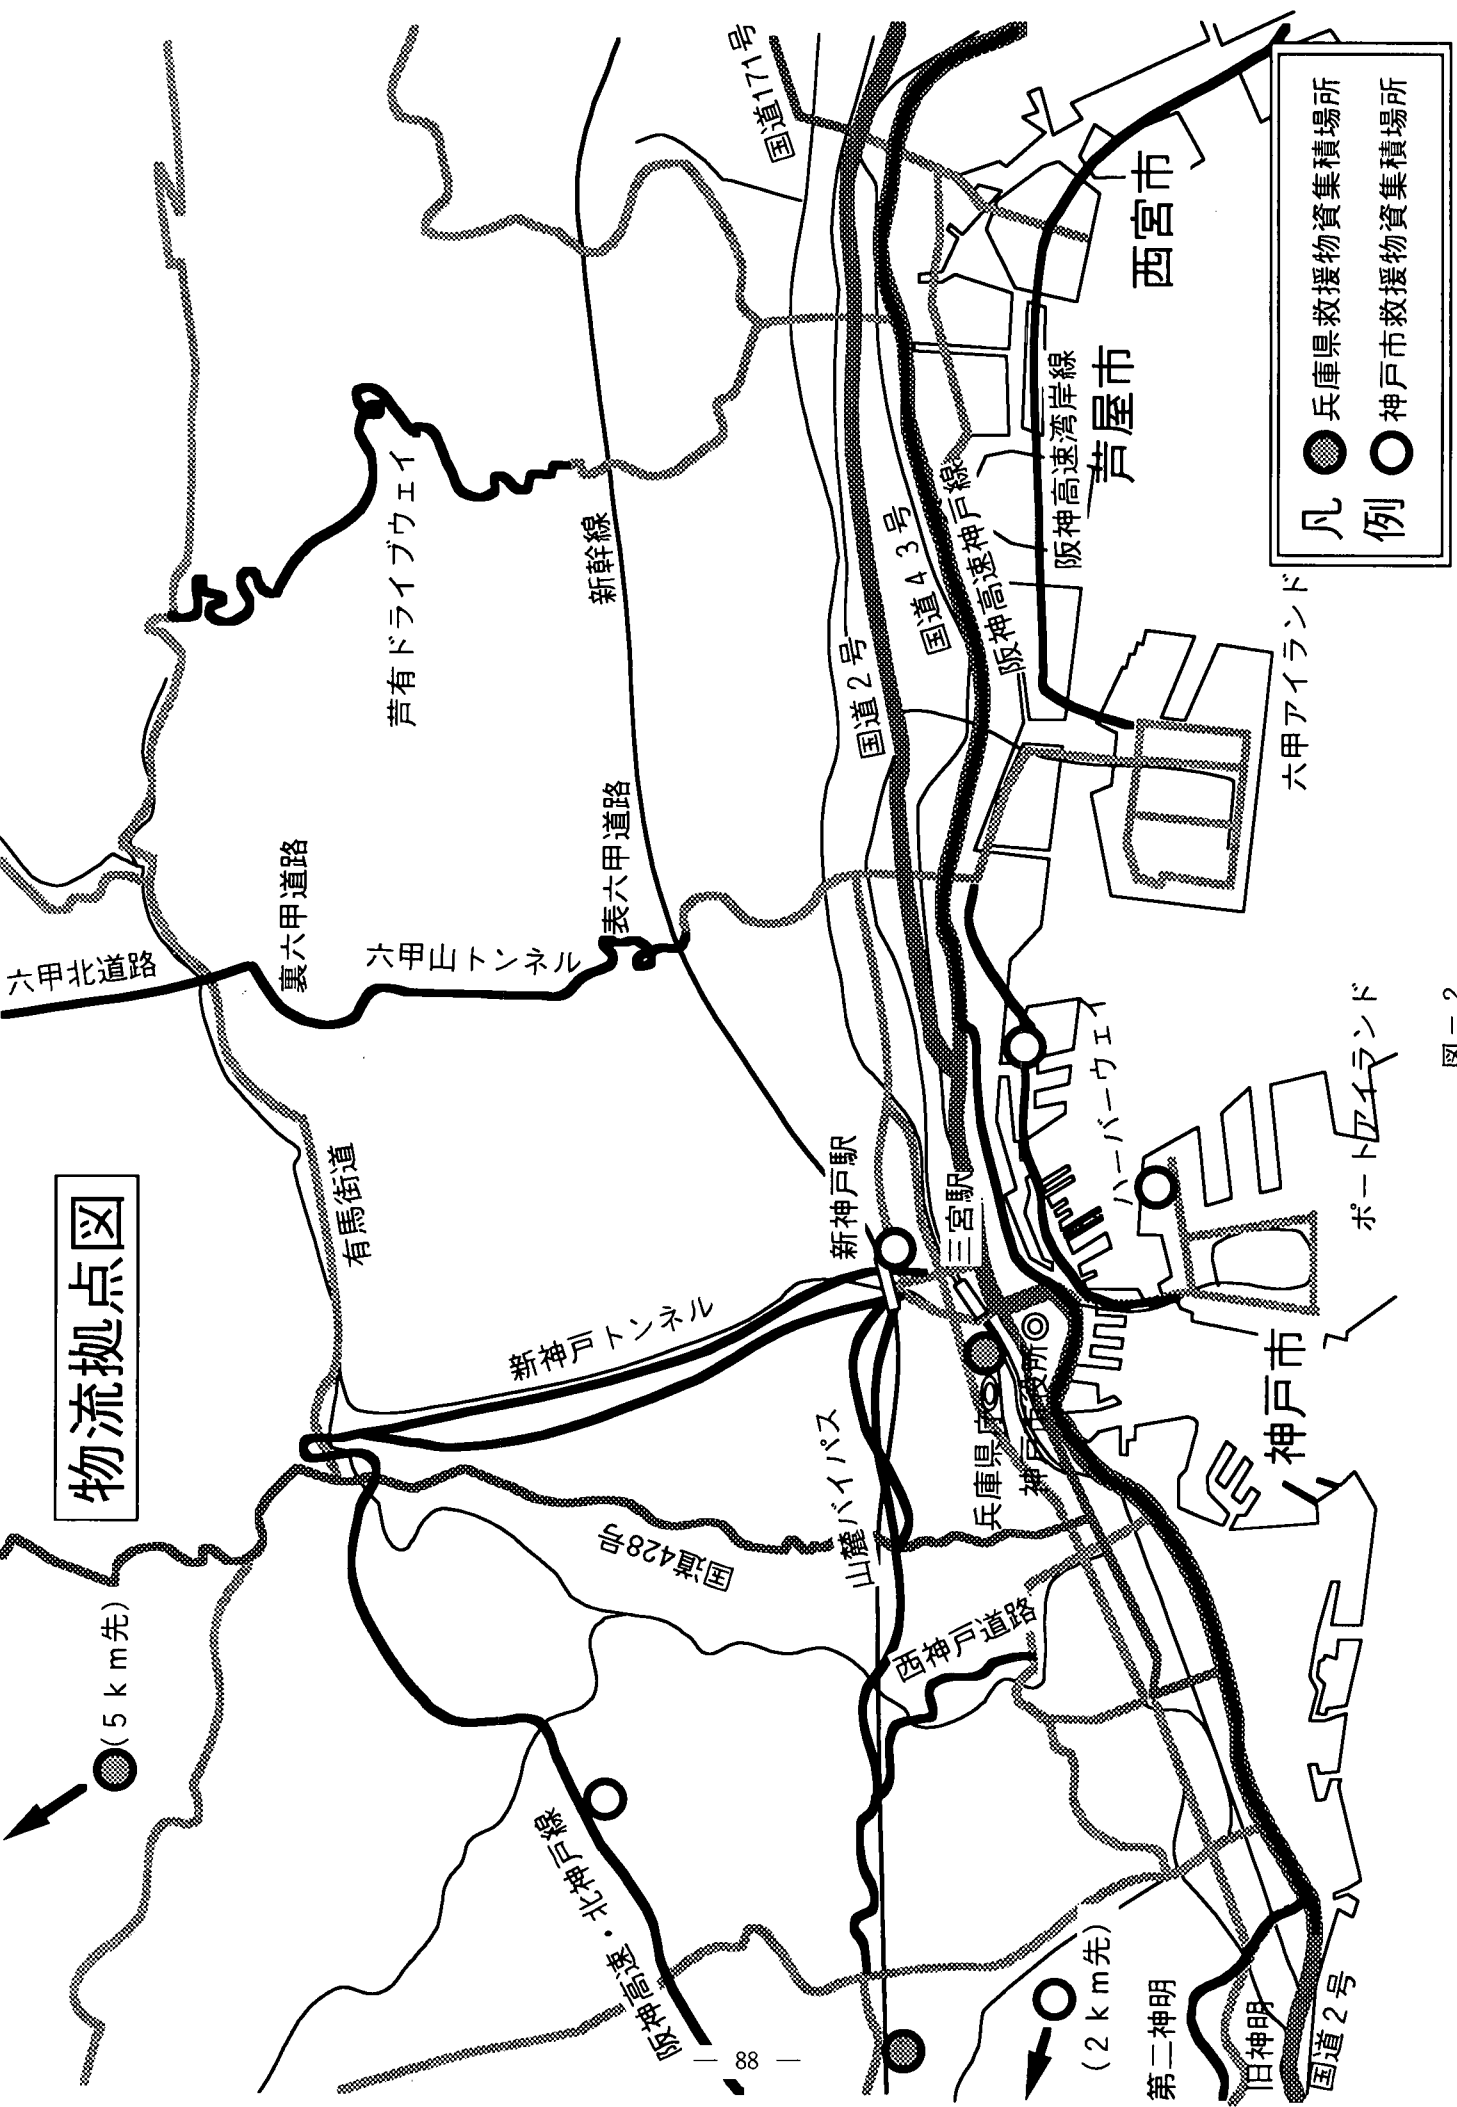 物流拠点図
(5km先)
六甲北道路
裏六甲道路
六甲山トンネル
表六甲道路
有馬街道
芦有ドライブウェイ
新幹線
新神戸トンネル
新神戸駅
国道428号
山麓バイパス
西神戸道路
阪神高速・北神戸線
国道171号
国道2号
国道43号
阪神高速神戸線
阪神高速湾岸線
西宮市
芦屋市
三宮駅
兵庫県庁
神戸市役所
ハーバーウェイ
六甲アイランド
ポートアイランド
神戸市
(2km先)
第二神明
旧神明
国道2号
凡例
兵庫県救援物資集積場所
神戸市救援物資集積場所
図-2
— 88 —